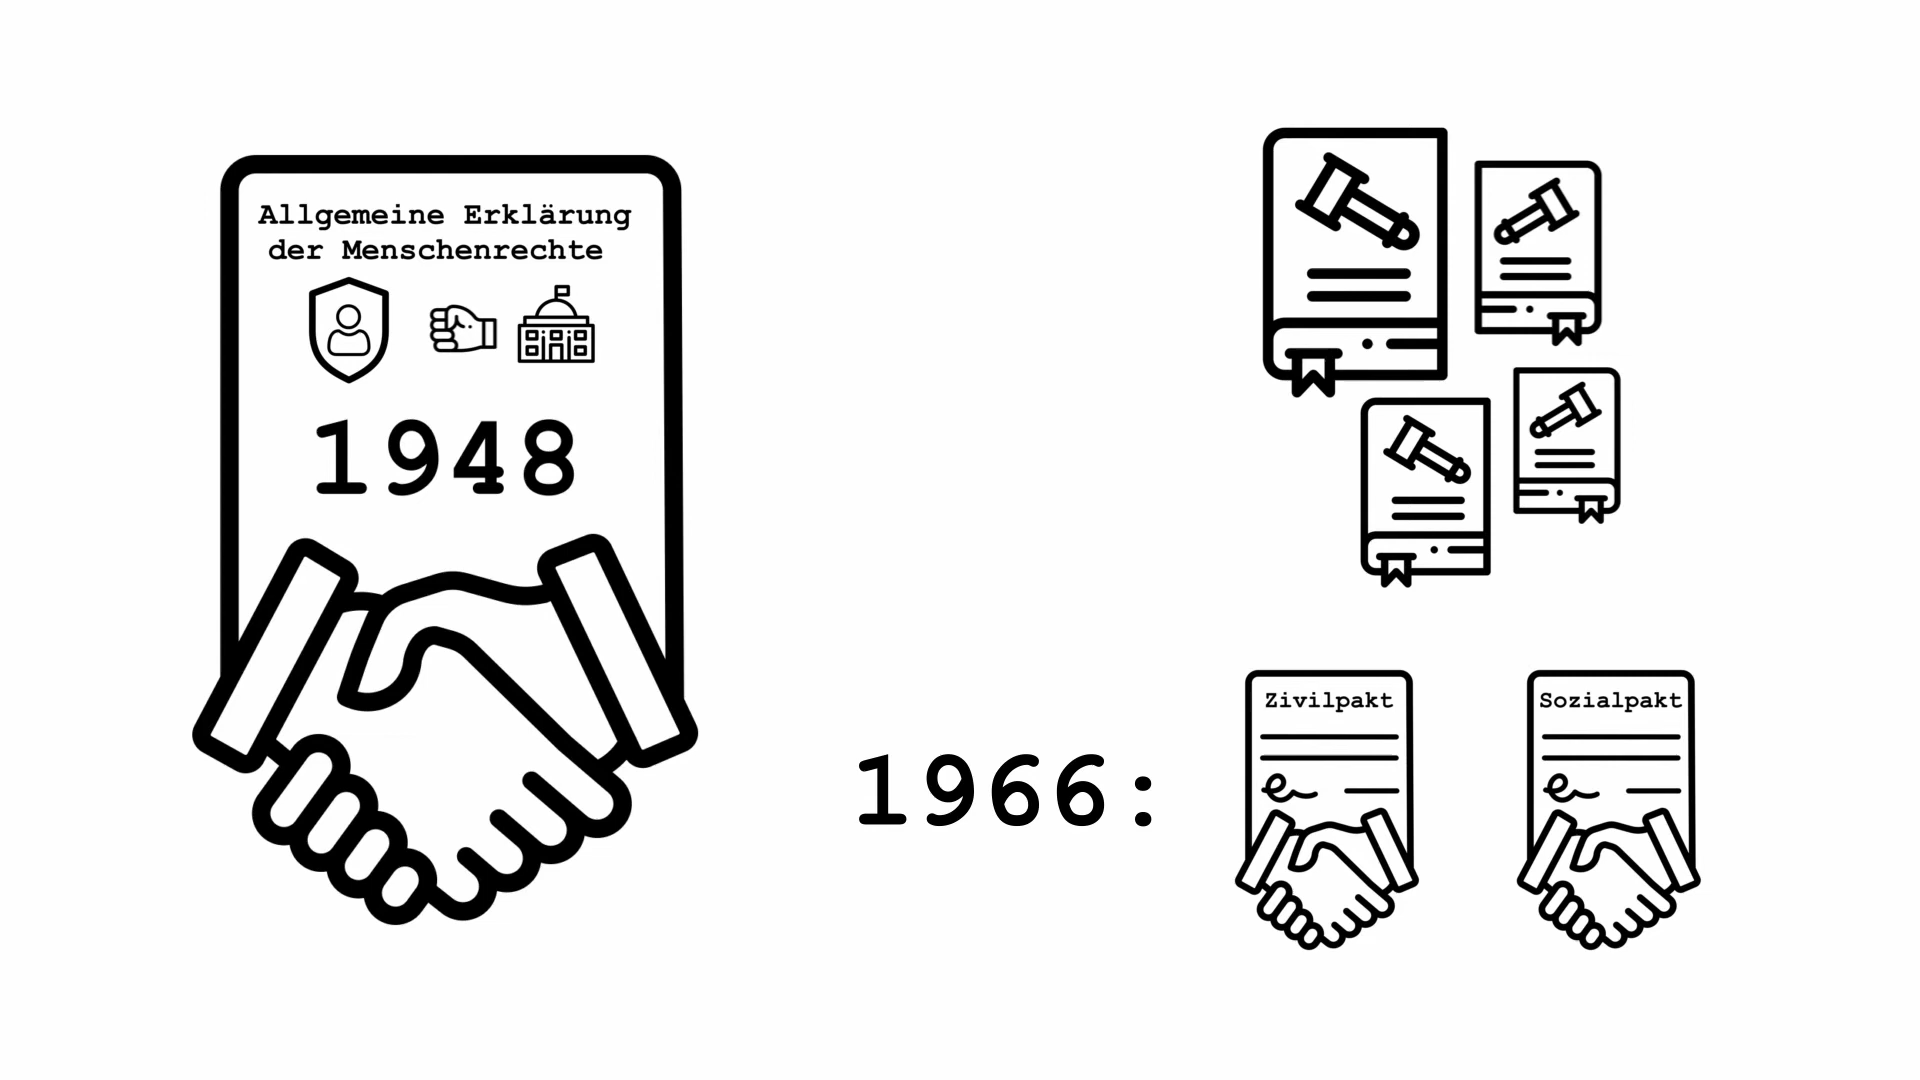 Allgemeine Erklärung
der Menschenrechte
1948
1966:
Zivilpakt
Sozialpakt